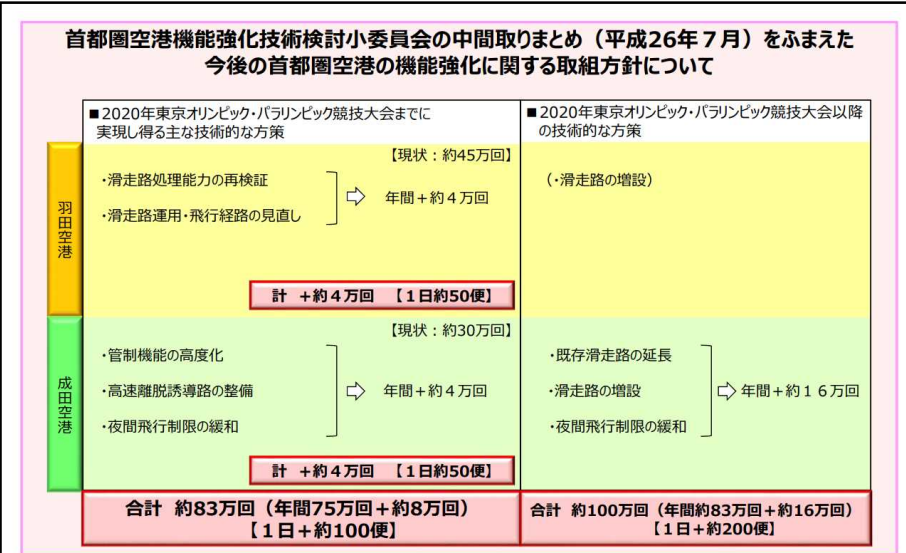 首都圏空港機能強化技術検討小委員会の中間取りまとめ（平成26年７月）をふまえた
今後の首都圏空港の機能強化に関する取組方針について
■2020年東京オリンピック・パラリンピック競技大会までに
実現し得る主な技術的な方策
■2020年東京オリンピック・パラリンピック競技大会以降
の技術的な方策
羽田空港
【現状：約45万回】
・滑走路処理能力の再検証
・滑走路運用・飛行経路の見直し
年間＋約４万回
計 ＋約４万回 【１日約50便】
（・滑走路の増設）
成田空港
【現状：約30万回】
・管制機能の高度化
・高速離脱誘導路の整備
・夜間飛行制限の緩和
年間＋約４万回
計 ＋約４万回 【１日約50便】
・既存滑走路の延長
・滑走路の増設
・夜間飛行制限の緩和
年間＋約１６万回
合計 約83万回（年間75万回＋約8万回）
【１日＋約100便】
合計 約100万回（年間約83万回＋約16万回）
【１日＋約200便】